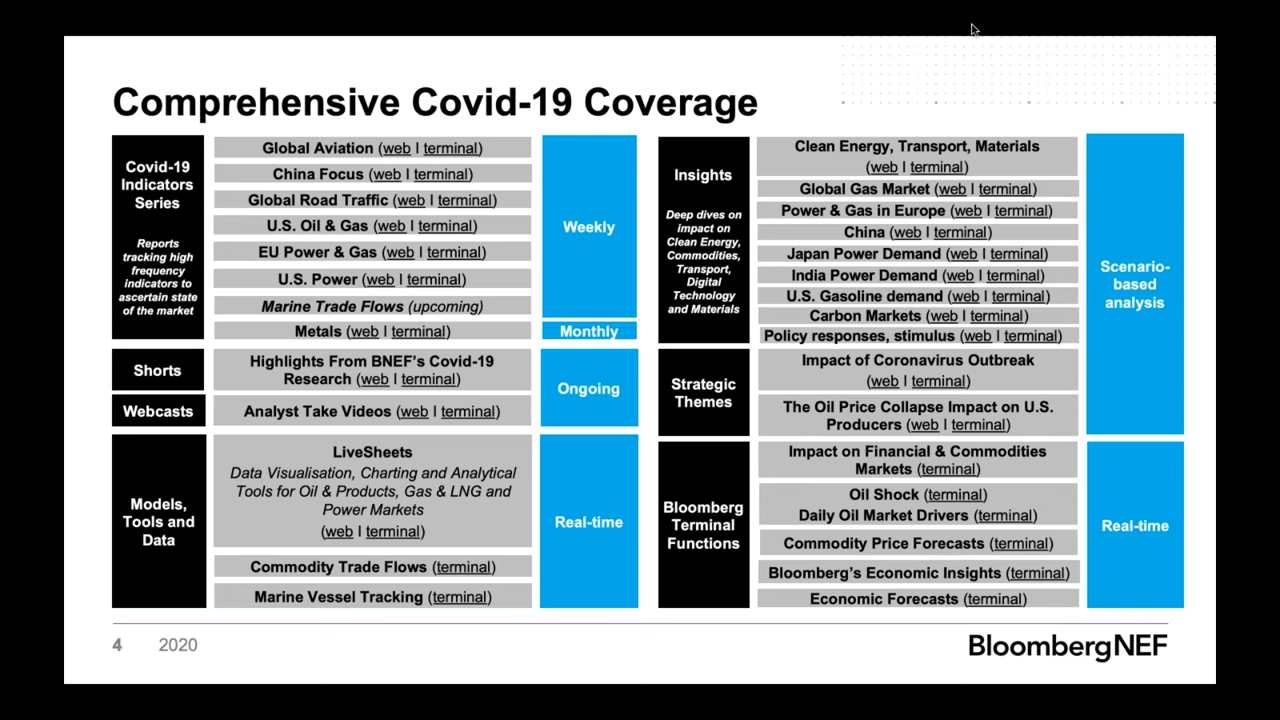 Comprehensive Covid-19 Coverage
Covid-19
Indicators
Series
Reports
tracking high
frequency
indicators to
ascertain state
of the market
Global Aviation (web I terminal)
China Focus (web I terminal)
Global Road Traffic (web I terminal)
U.S. Oil & Gas (web I terminal)
EU Power & Gas (web I terminal)
U.S. Power (web I terminal)
Marine Trade Flows (upcoming)
Metals (web I terminal)
Weekly
Monthly
Shorts
Highlights From BNEF's Covid-19
Research (web I terminal)
Webcasts
Analyst Take Videos (web I terminal)
Ongoing
Models,
Tools and
Data
LiveSheets
Data Visualisation, Charting and Analytical
Tools for Oil & Products, Gas & LNG and
Power Markets
(web I terminal)
Commodity Trade Flows (terminal)
Marine Vessel Tracking (terminal)
Real-time
Insights
Deep dives on
impact on
Clean Energy,
Commodities,
Transport,
Digital
Technology
and Materials
Clean Energy, Transport, Materials
(web I terminal)
Global Gas Market (web I terminal)
Power & Gas in Europe (web I terminal)
China (web I terminal)
Japan Power Demand (web I terminal)
India Power Demand (web I terminal)
U.S. Gasoline demand (web I terminal)
Carbon Markets (web I terminal)
Policy responses, stimulus (web I terminal)
Strategic
Themes
Impact of Coronavirus Outbreak
(web I terminal)
The Oil Price Collapse Impact on U.S.
Producers (web I terminal)
Scenario-
based
analysis
Bloomberg
Terminal
Functions
Impact on Financial & Commodities
Markets (terminal)
Oil Shock (terminal)
Daily Oil Market Drivers (terminal)
Commodity Price Forecasts (terminal)
Bloomberg's Economic Insights (terminal)
Economic Forecasts (terminal)
Real-time
4 2020
BloombergNEF